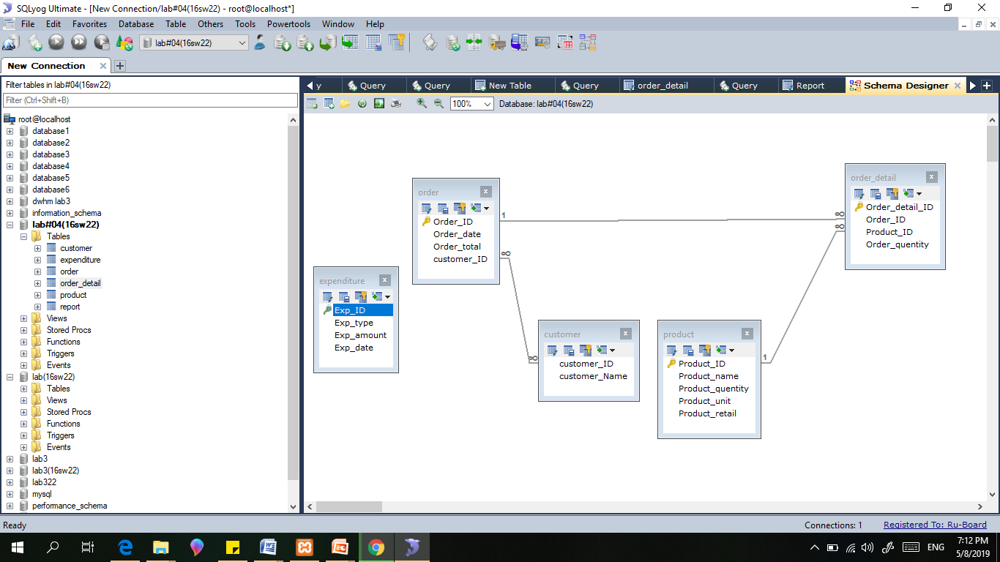 SQLyog Ultimate - [New Connection/lab#04(16sw22) - root@localhost*]
File Edit Favorites Database Table Others Tools Powertools Window Help
lab#04(16sw22)
New Connection
Filter tables in lab#04(16sw22)
Filter (Ctrl+Shift+B)
root@localhost
database1
database2
database3
database4
database5
database6
dwhm lab3
information_schema
lab#04(16sw22)
Tables
customer
expenditure
order
order_detail
product
report
Views
Stored Procs
Functions
Triggers
Events
lab(16sw22)
Tables
Views
Stored Procs
Functions
Triggers
Events
lab3
lab3(16sw22)
lab322
mysql
performance_schema
y Query Query New Table Query order_detail Query Report Schema Designer
100% Database: lab#04(16sw22)
order
Order_ID
Order_date
Order_total
customer_ID
1
∞
order_detail
Order_detail_ID
Order_ID
Product_ID
Order_quentity
∞
∞
expenditure
Exp_ID
Exp_type
Exp_amount
Exp_date
customer
customer_ID
customer_Name
∞
product
Product_ID
Product_name
Product_quentity
Product_unit
Product_retail
1
Ready Connections: 1 Registered To: Ru-Board
ENG
7:12 PM
5/8/2019